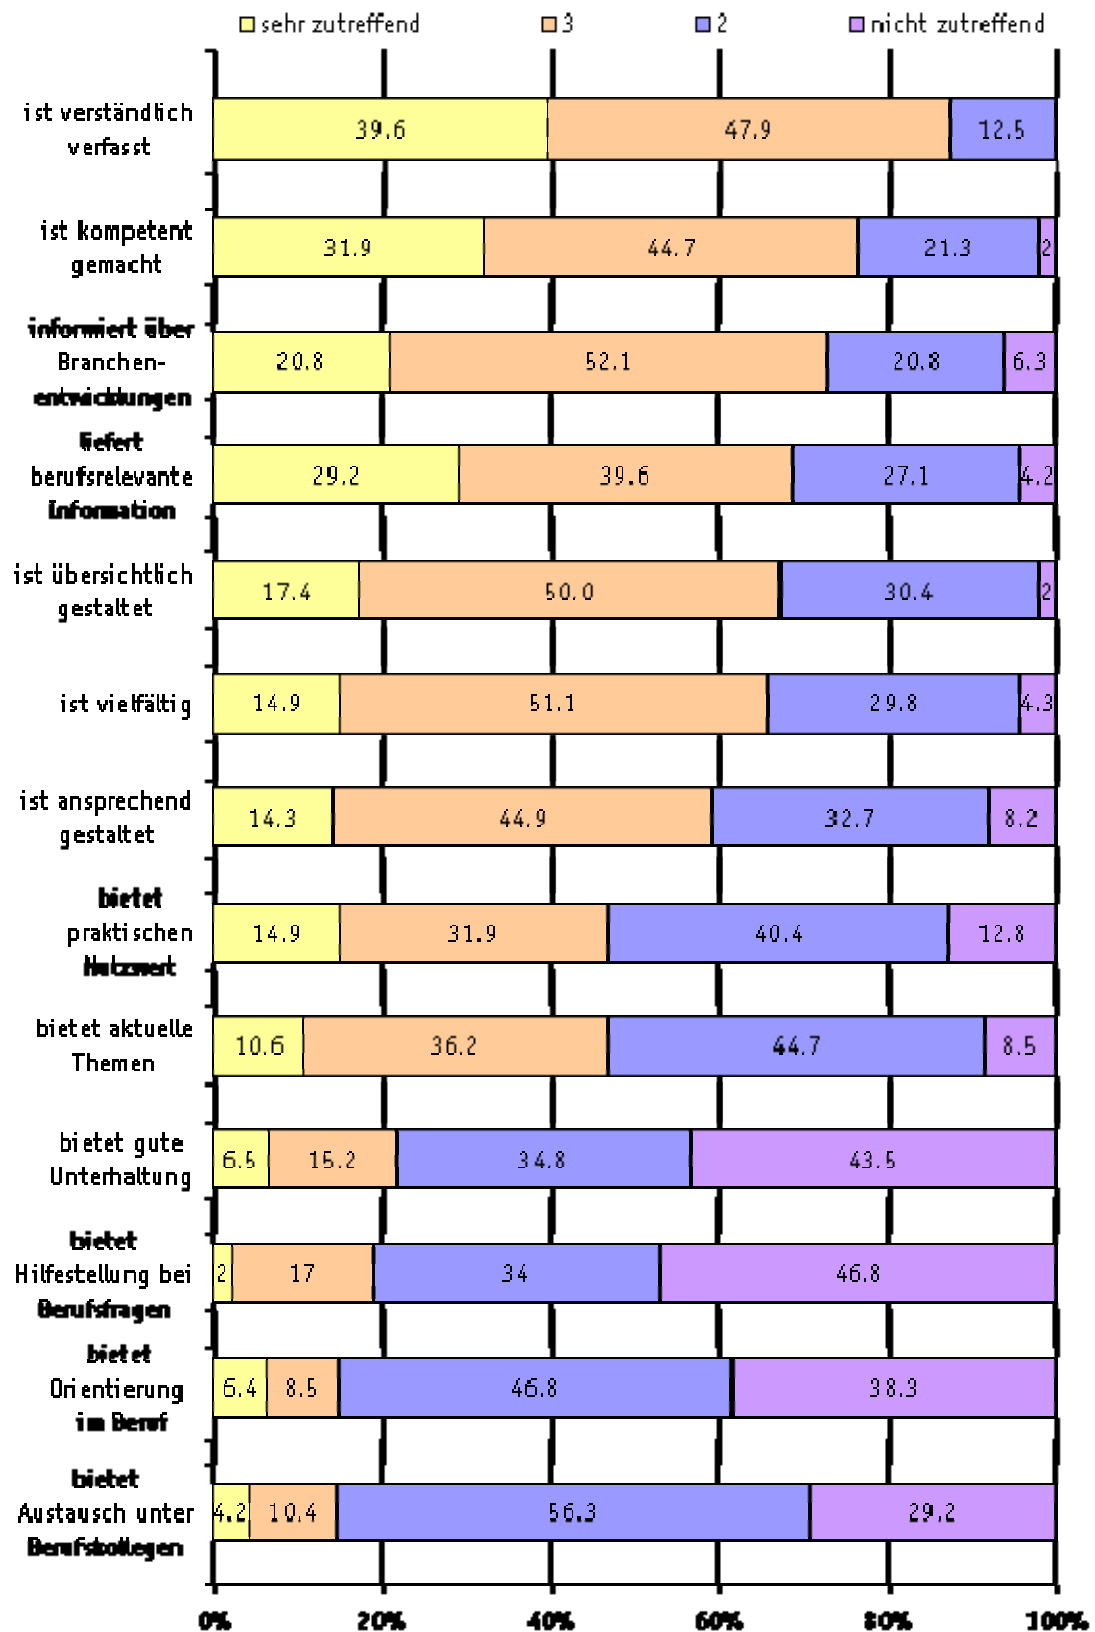 sehr zutreffend 3 2 nicht zutreffend
ist verständlich
verfasst
39.6 47.9 12.5
ist kompetent
gemacht
31.9 44.7 21.3 2
informiert über
Branchen-
entwicklungen
20.8 52.1 20.8 6.3
liefert
berufsrelevante
Information
29.2 39.6 27.1 4.2
ist übersichtlich
gestaltet
17.4 50.0 30.4 2
ist vielfältig
14.9 51.1 29.8 4.3
ist ansprechend
gestaltet
14.3 44.9 32.7 8.2
bietet
praktischen
Nutzwert
14.9 31.9 40.4 12.8
bietet aktuelle
Themen
10.6 36.2 44.7 8.5
bietet gute
Unterhaltung
6.5 15.2 34.8 43.5
bietet
Hilfestellung bei
Berufsfragen
2 17 34 46.8
bietet
Orientierung
im Beruf
6.4 8.5 46.8 38.3
bietet
Austausch unter
Berufskollegen
4.2 10.4 56.3 29.2
0% 20% 40% 60% 80% 100%